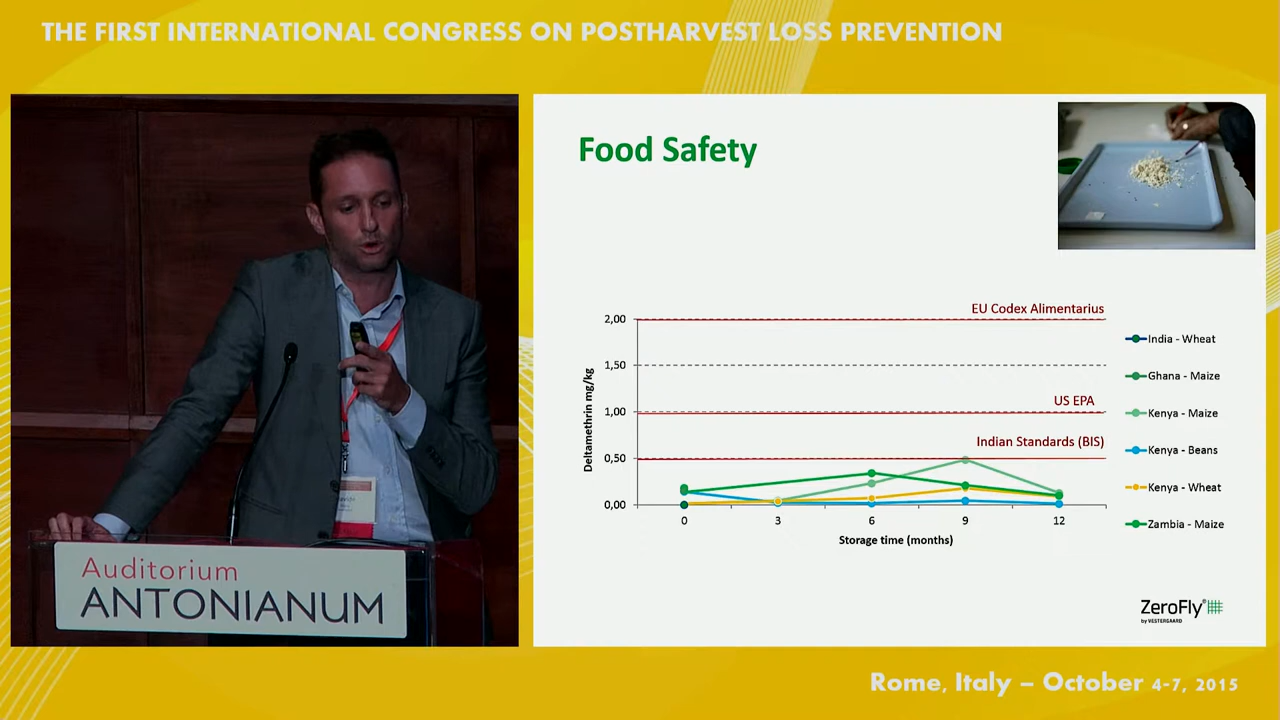 THE FIRST INTERNATIONAL CONGRESS ON POSTHARVEST LOSS PREVENTION
Auditorium
ANTONIANUM
Food Safety
EU Codex Alimentarius
US EPA
Indian Standards (BIS)
Deltamethrin mg/kg
2,00
1,50
1,00
0,50
0,00
0 3 6 9 12
Storage time (months)
India - Wheat
Ghana - Maize
Kenya - Maize
Kenya - Beans
Kenya - Wheat
Zambia - Maize
ZeroFly®
by VESTERGAARD
Rome, Italy – October 4-7, 2015